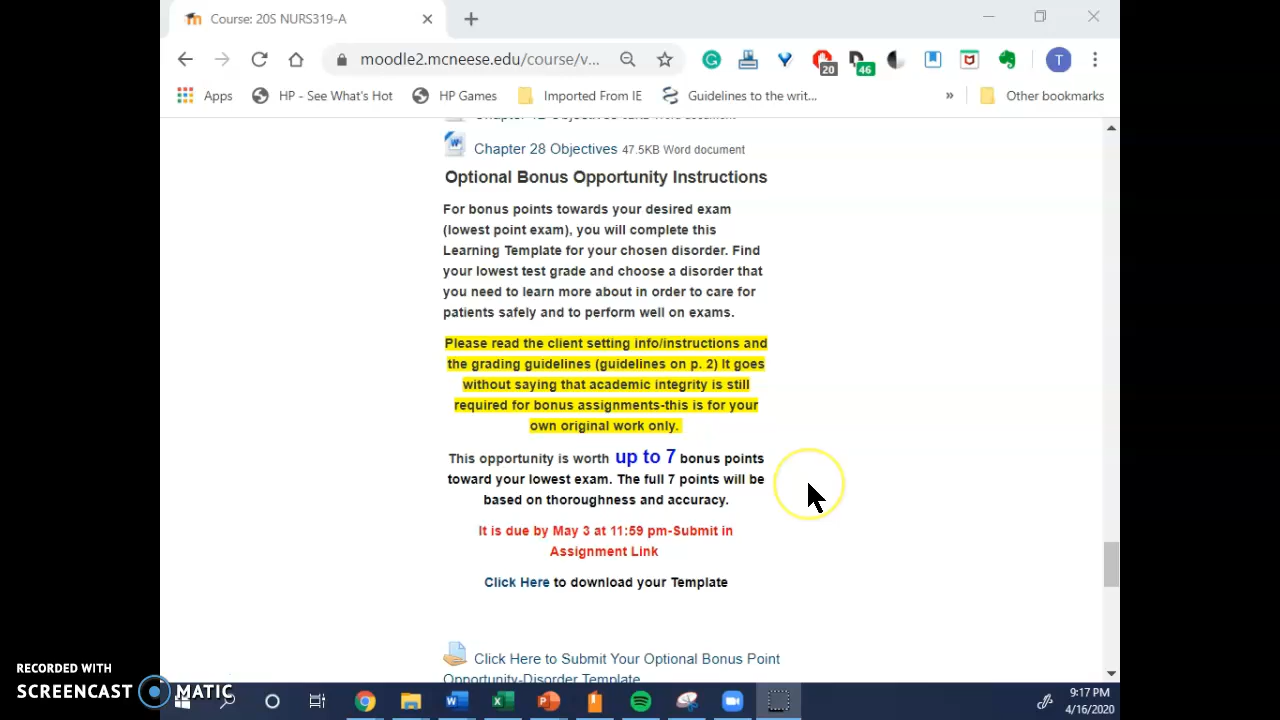 Course: 20S NURS319-A
moodle2.mcneese.edu/course/v...
20
46
T
Apps
HP - See What's Hot
HP Games
Imported From IE
Guidelines to the writ...
»
Other bookmarks
Chapter 12 Objectives
Word document
Chapter 28 Objectives 47.5KB Word document
Optional Bonus Opportunity Instructions
For bonus points towards your desired exam
(lowest point exam), you will complete this
Learning Template for your chosen disorder. Find
your lowest test grade and choose a disorder that
you need to learn more about in order to care for
patients safely and to perform well on exams.
Please read the client setting info/instructions and
the grading guidelines (guidelines on p. 2) It goes
without saying that academic integrity is still
required for bonus assignments-this is for your
own original work only.
This opportunity is worth up to 7 bonus points
toward your lowest exam. The full 7 points will be
based on thoroughness and accuracy.
It is due by May 3 at 11:59 pm-Submit in
Assignment Link
Click Here to download your Template
Click Here to Submit Your Optional Bonus Point
Opportunity-Disorder Template
RECORDED WITH
SCREENCAST MATIC
9:17 PM
4/16/2020